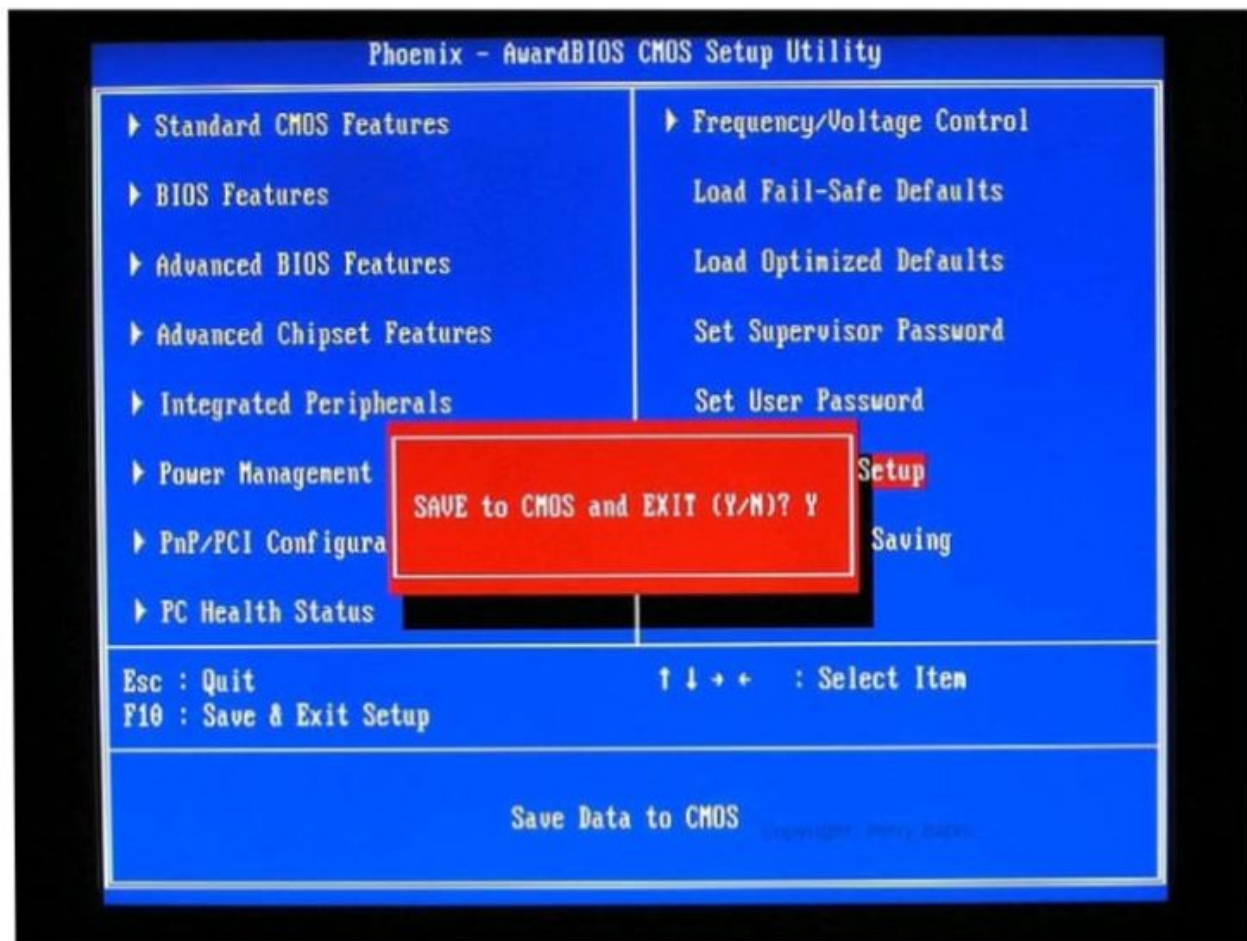 Phoenix - AwardBIOS CMOS Setup Utility
Standard CMOS Features
BIOS Features
Advanced BIOS Features
Advanced Chipset Features
Integrated Peripherals
Power Management
PnP/PCI Configura
PC Health Status
Frequency/Voltage Control
Load Fail-Safe Defaults
Load Optimized Defaults
Set Supervisor Password
Set User Password
Setup
Saving
SAVE to CMOS and EXIT (Y/N)? Y
Esc : Quit
F10 : Save & Exit Setup
↑ ↓ → ← : Select Item
Save Data to CMOS